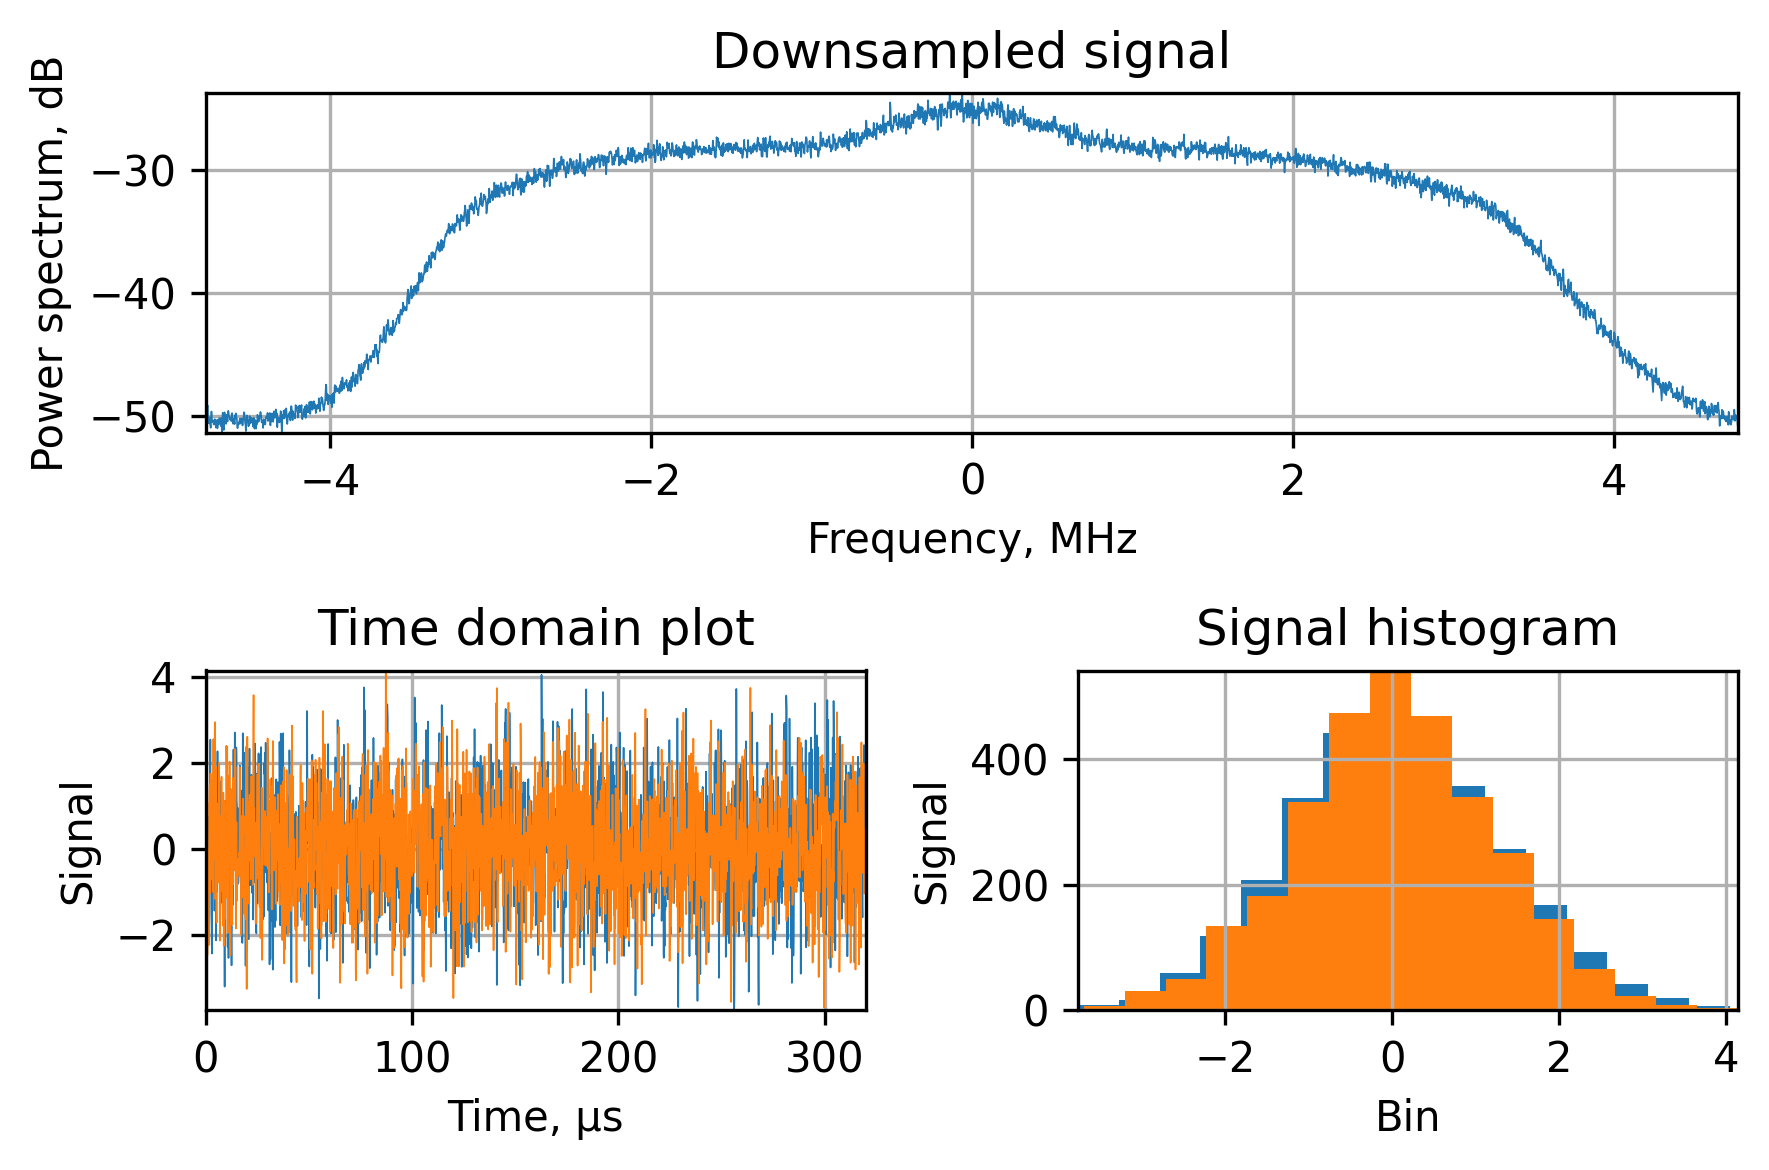 Downsampled signal
Power spectrum, dB
−30
−40
−50
−4 −2 0 2 4
Frequency, MHz
Time domain plot
Signal
4
2
0
−2
0 100 200 300
Time, µs
Signal histogram
Signal
400
200
0
−2 0 2 4
Bin